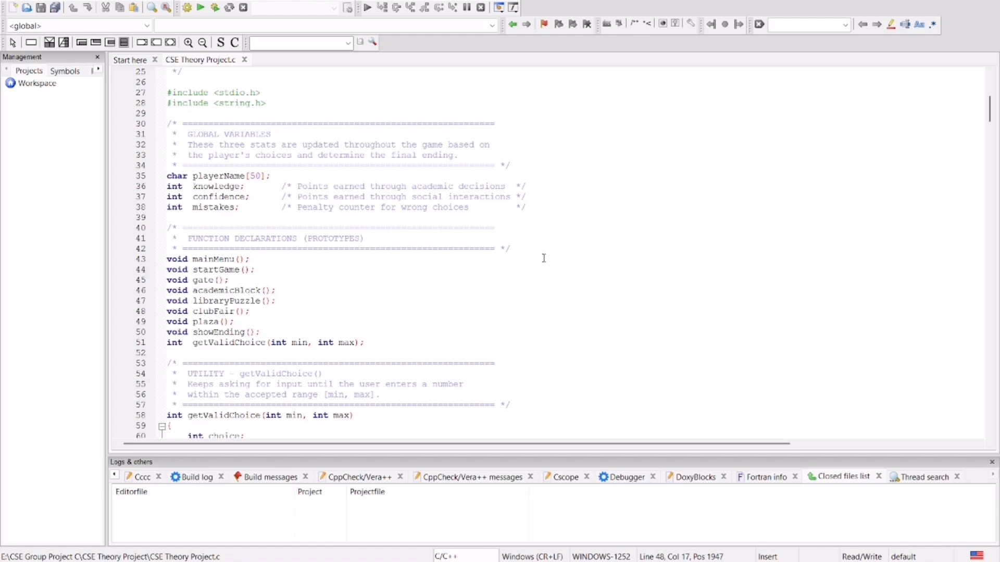 <global>
S C
Management
Start here
CSE Theory Project.c
Projects
Symbols
Workspace
25 */
26
27 #include <stdio.h>
28 #include <string.h>
29
30 /* ============================================================
31 * GLOBAL VARIABLES
32 * These three stats are updated throughout the game based on
33 * the player's choices and determine the final ending.
34 * ============================================================ */
35 char playerName[50];
36 int knowledge; /* Points earned through academic decisions */
37 int confidence; /* Points earned through social interactions */
38 int mistakes; /* Penalty counter for wrong choices */
39
40 /* ============================================================
41 * FUNCTION DECLARATIONS (PROTOTYPES)
42 * ============================================================ */
43 void mainMenu();
44 void startGame();
45 void gate();
46 void academicBlock();
47 void libraryPuzzle();
48 void clubFair();
49 void plaza();
50 void showEnding();
51 int getValidChoice(int min, int max);
52
53 /* ============================================================
54 * UTILITY - getValidChoice()
55 * Keeps asking for input until the user enters a number
56 * within the accepted range [min, max].
57 * ============================================================ */
58 int getValidChoice(int min, int max)
59 {
60 int choice;
Logs & others
Cccc
Build log
Build messages
CppCheck/Vera++
CppCheck/Vera++ messages
Cscope
Debugger
DoxyBlocks
Fortran info
Closed files list
Thread search
Editorfile
Project
Projectfile
E:\CSE Group Project C\CSE Theory Project\CSE Theory Project.c
C/C++
Windows (CR+LF)
WINDOWS-1252
Line 48, Col 17, Pos 1947
Insert
Read/Write
default